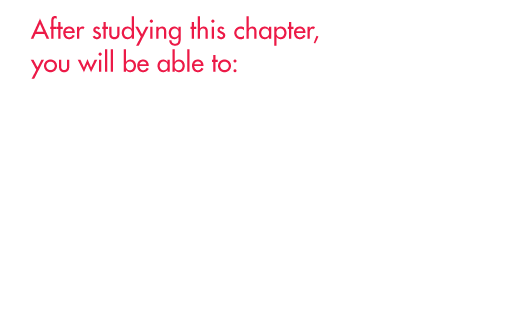 After studying this chapter,
you will be able to: